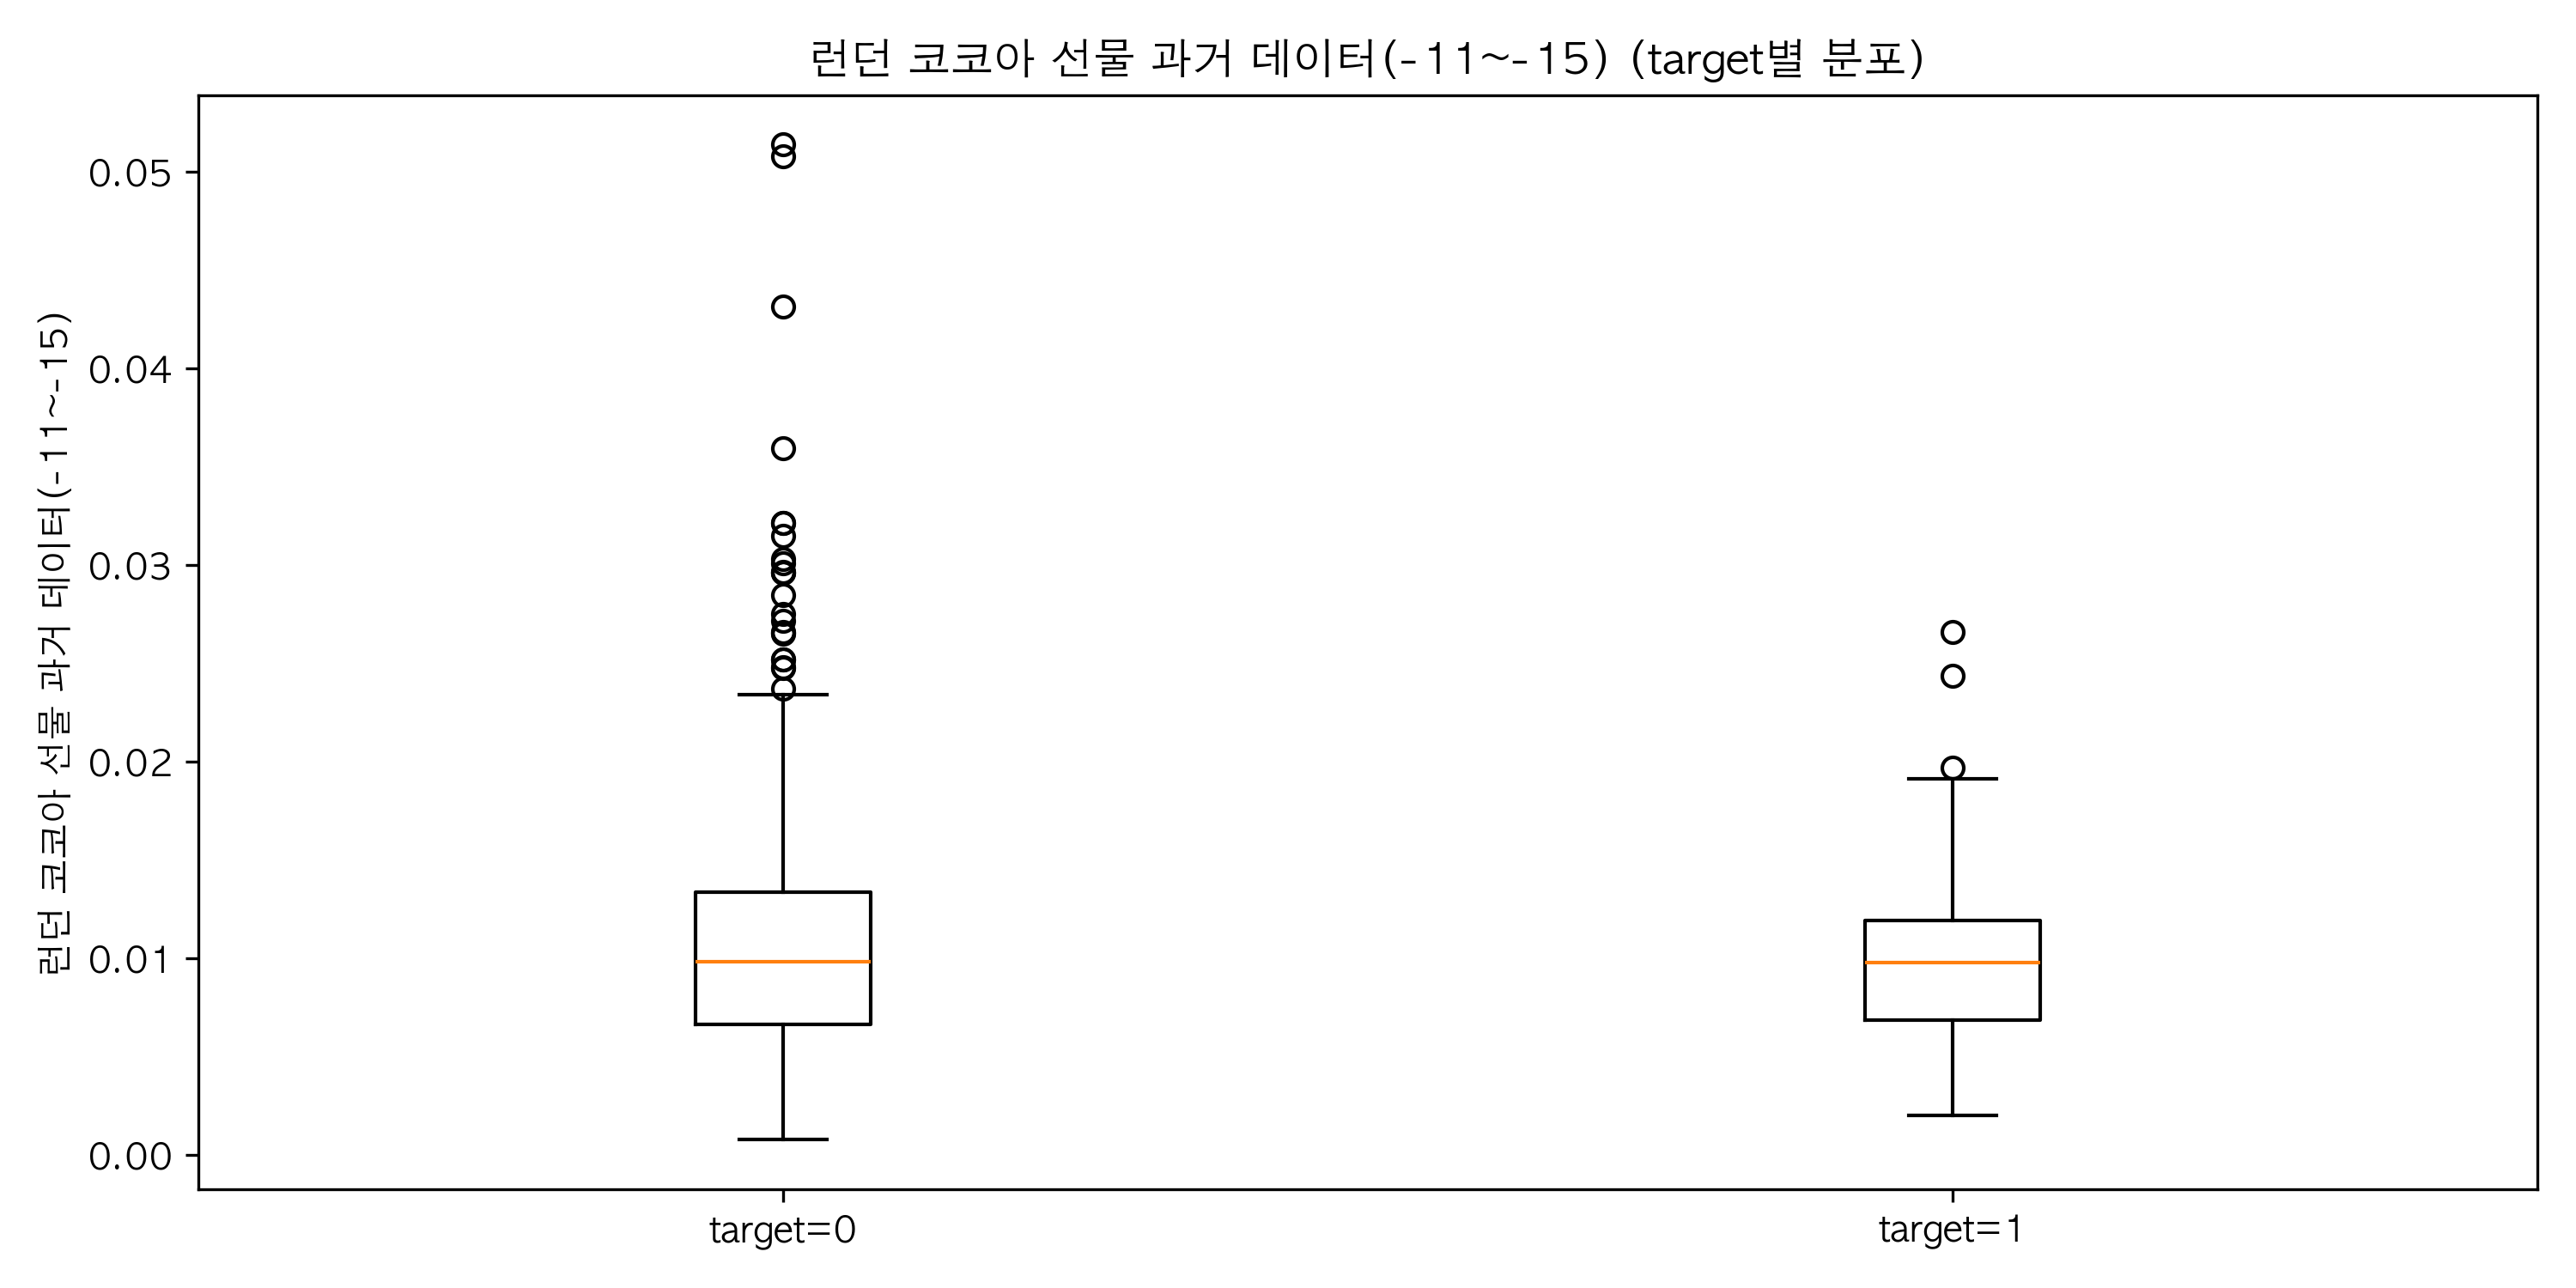 런던 코코아 선물 과거 데이터(-11~-15) (target별 분포)
런던 코코아 선물 과거 데이터(-11~-15)
0.05
0.04
0.03
0.02
0.01
0.00
target=0
target=1